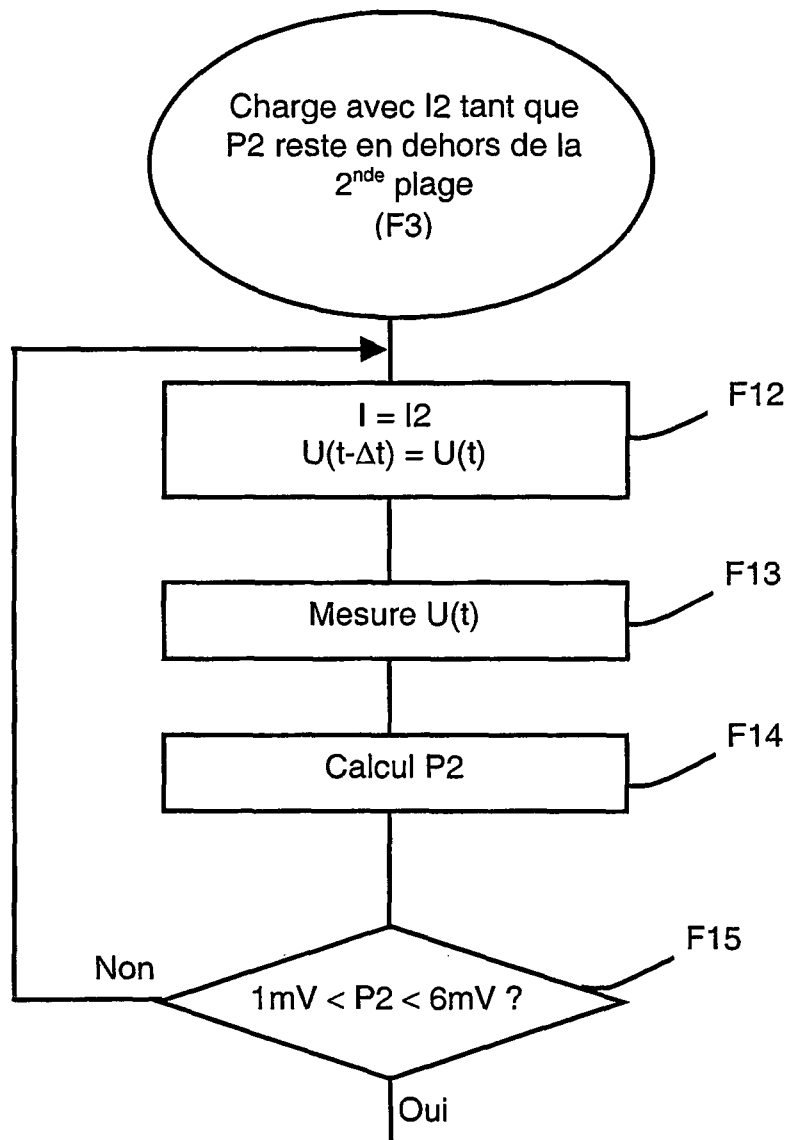 Charge avec I2 tant que
P2 reste en dehors de la
2nde plage
(F3)
I = I2
U(t-Δt) = U(t)
F12
Mesure U(t)
F13
Calcul P2
F14
1mV < P2 < 6mV ?
F15
Non
Oui